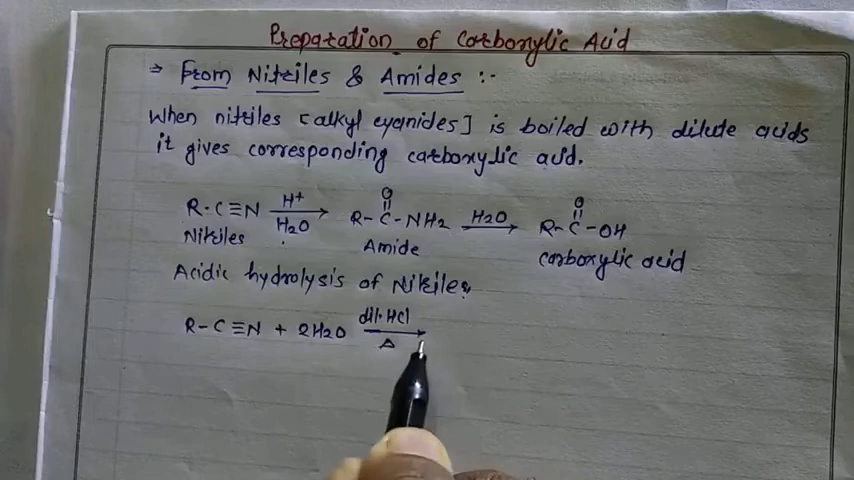 Preparation of Carboxylic Acid
⇒ From Nitriles & Amides :-
When nitriles [alkyl cyanides] is boiled with dilute acids
it gives corresponding carboxylic acid.
R-C≡N —H+/H2O→ R-C(=O)-NH2 —H2O→ R-C(=O)-OH
Nitriles Amide Carboxylic acid
Acidic hydrolysis of Nitriles,
R-C≡N + 2H2O —dil.HCl/Δ→